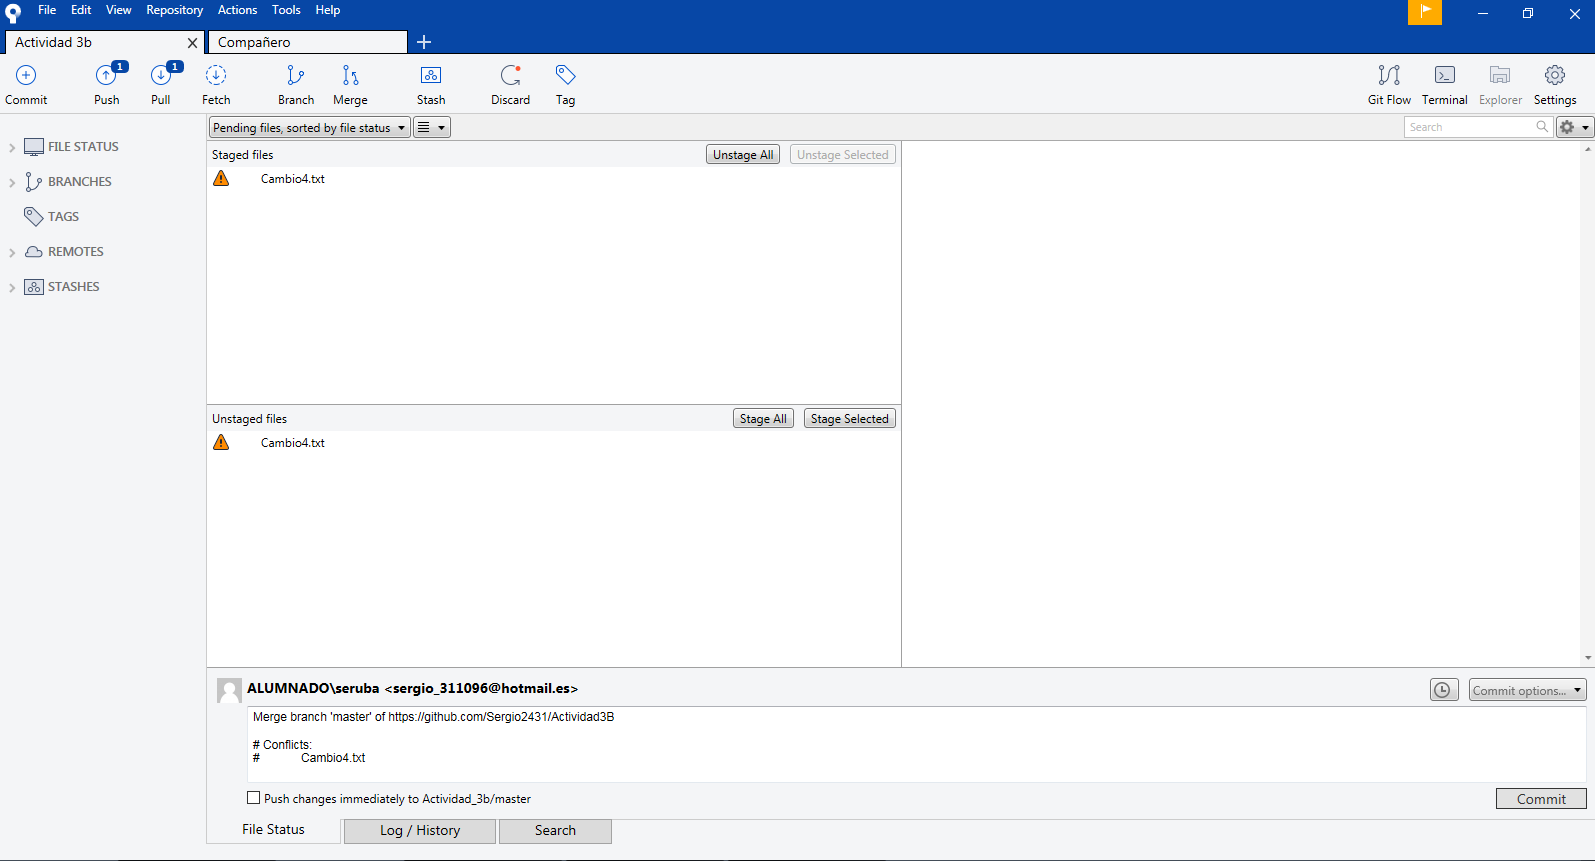 File Edit View Repository Actions Tools Help
Actividad 3b
Compañero
1 1
Commit Push Pull Fetch Branch Merge Stash Discard Tag Git Flow Terminal Explorer Settings
Pending files, sorted by file status
Search
FILE STATUS
BRANCHES
TAGS
REMOTES
STASHES
Staged files Unstage All Unstage Selected
Cambio4.txt
Unstaged files Stage All Stage Selected
Cambio4.txt
ALUMNADO\seruba <sergio_311096@hotmail.es>
Commit options...
Merge branch 'master' of https://github.com/Sergio2431/Actividad3B
# Conflicts:
# Cambio4.txt
Push changes immediately to Actividad_3b/master
Commit
File Status Log / History Search